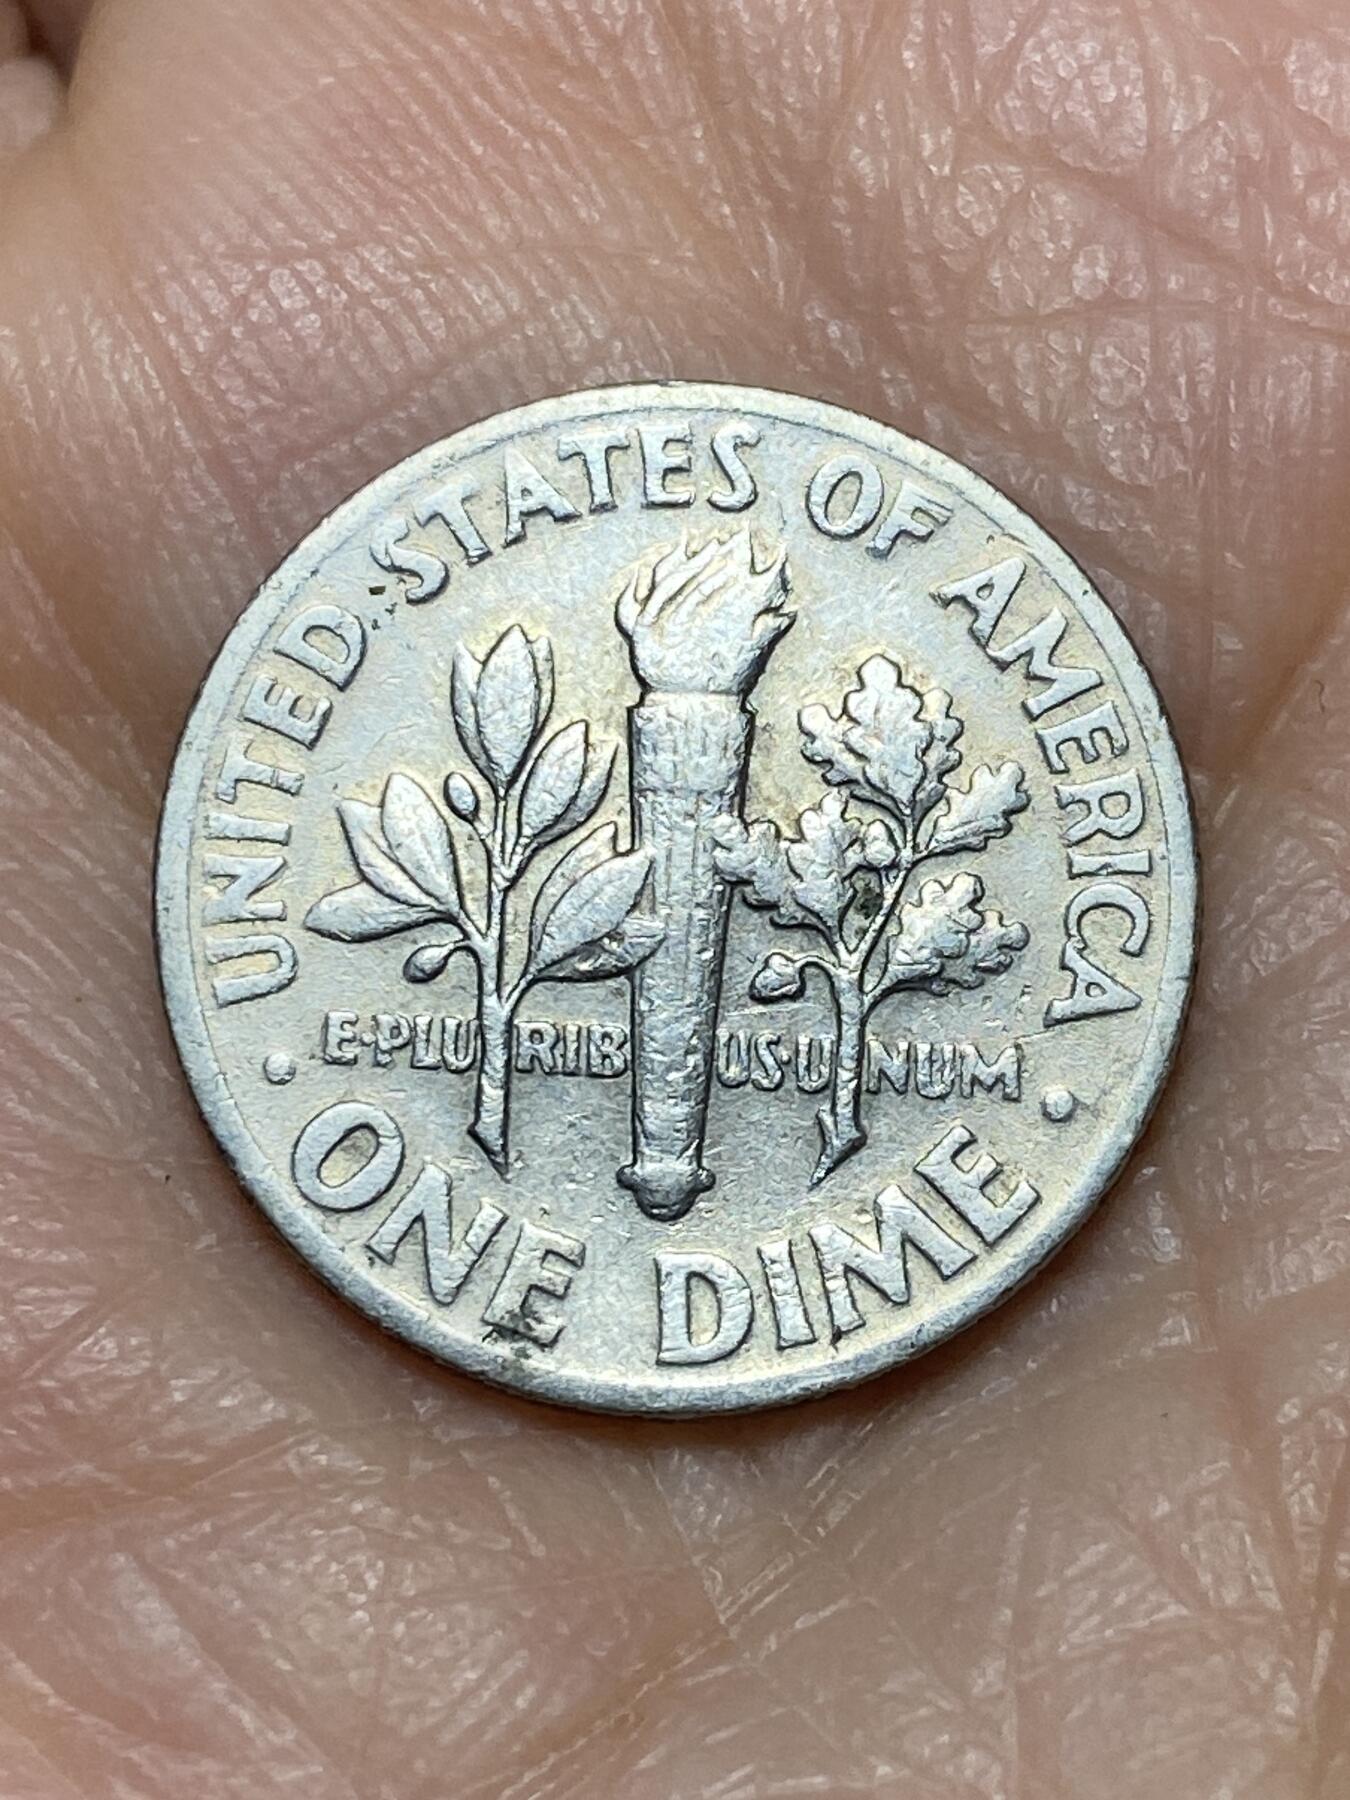 UNITED STATES OF AMERICA
E·PLURIBUS·UNUM
· ONE DIME ·